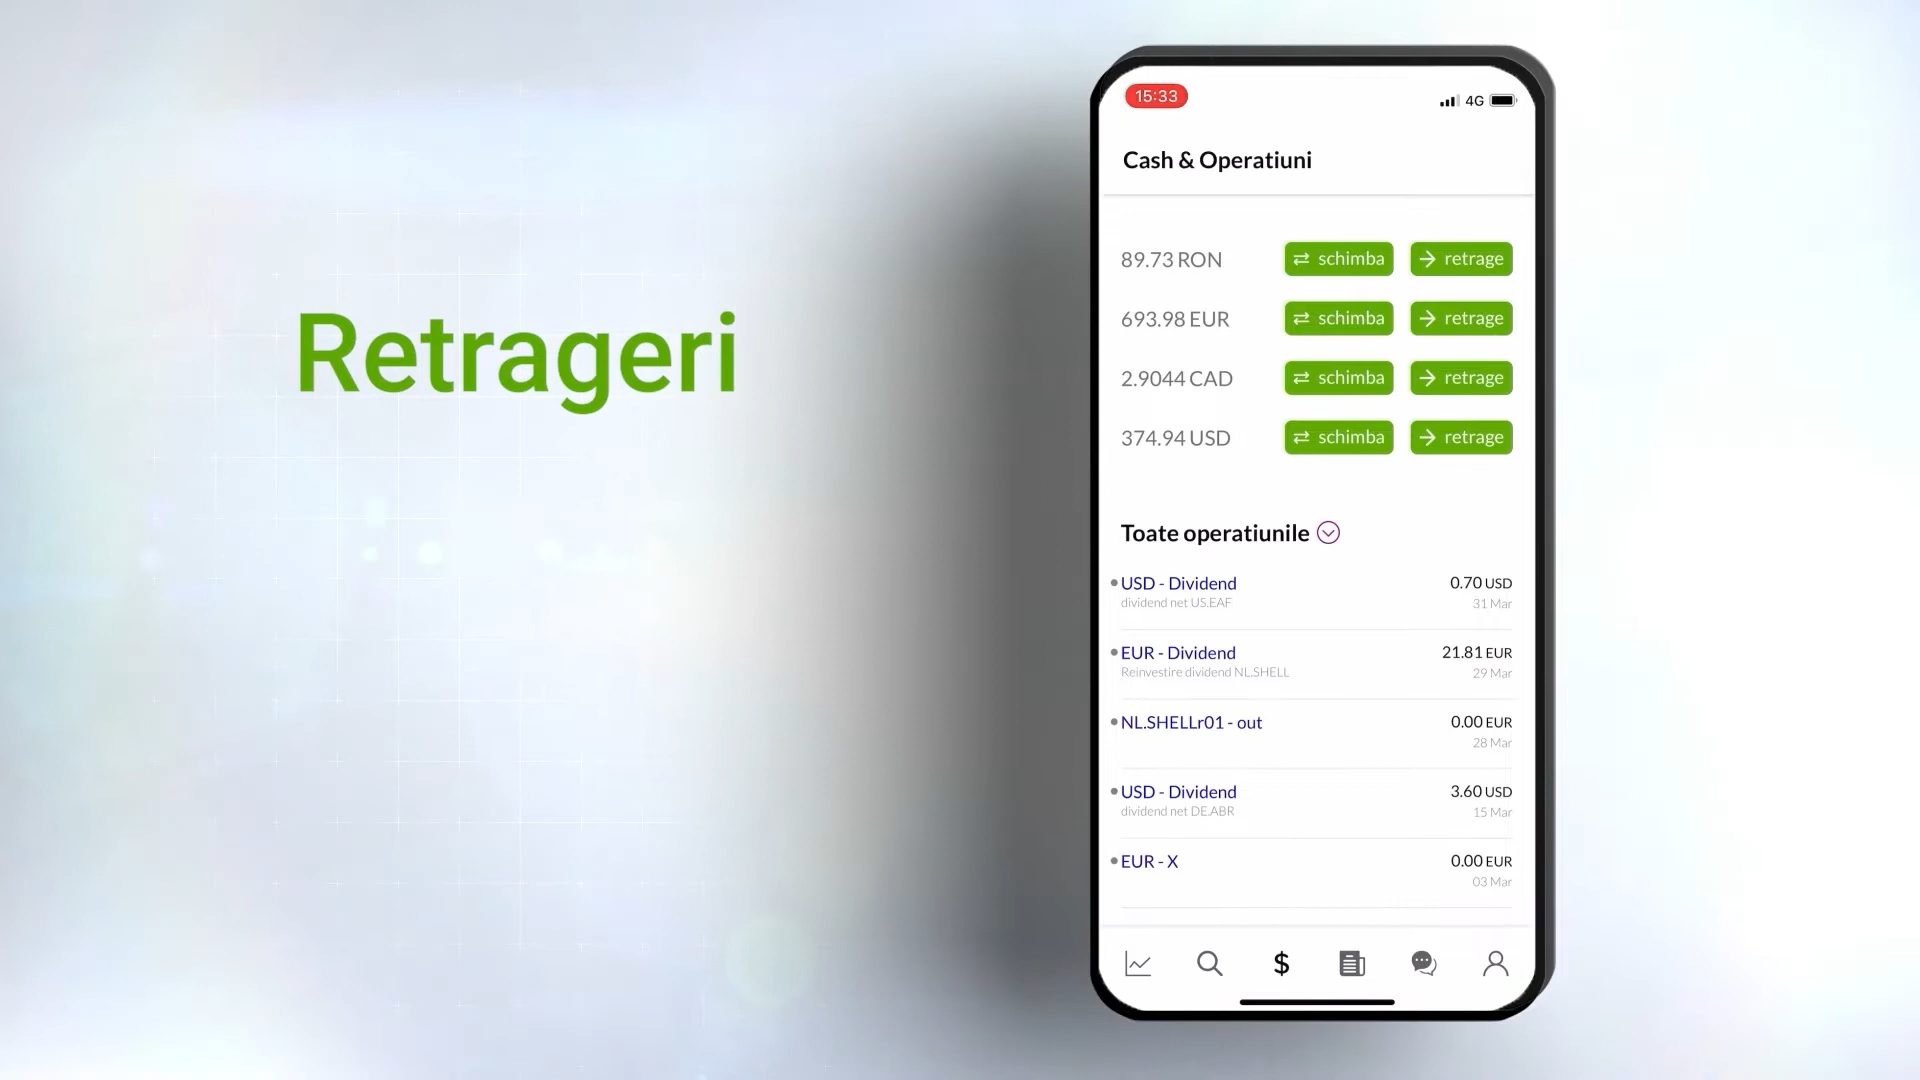 Retrageri
15:33
4G
Cash & Operatiuni
89.73 RON schimba retrage
693.98 EUR schimba retrage
2.9044 CAD schimba retrage
374.94 USD schimba retrage
Toate operatiunile
USD - Dividend 0.70 USD
dividend net US.EAF 31 Mar
EUR - Dividend 21.81 EUR
Reinvestire dividend NL.SHELL 29 Mar
NL.SHELLr01 - out 0.00 EUR
28 Mar
USD - Dividend 3.60 USD
dividend net DE.ABR 15 Mar
EUR - X 0.00 EUR
03 Mar
$